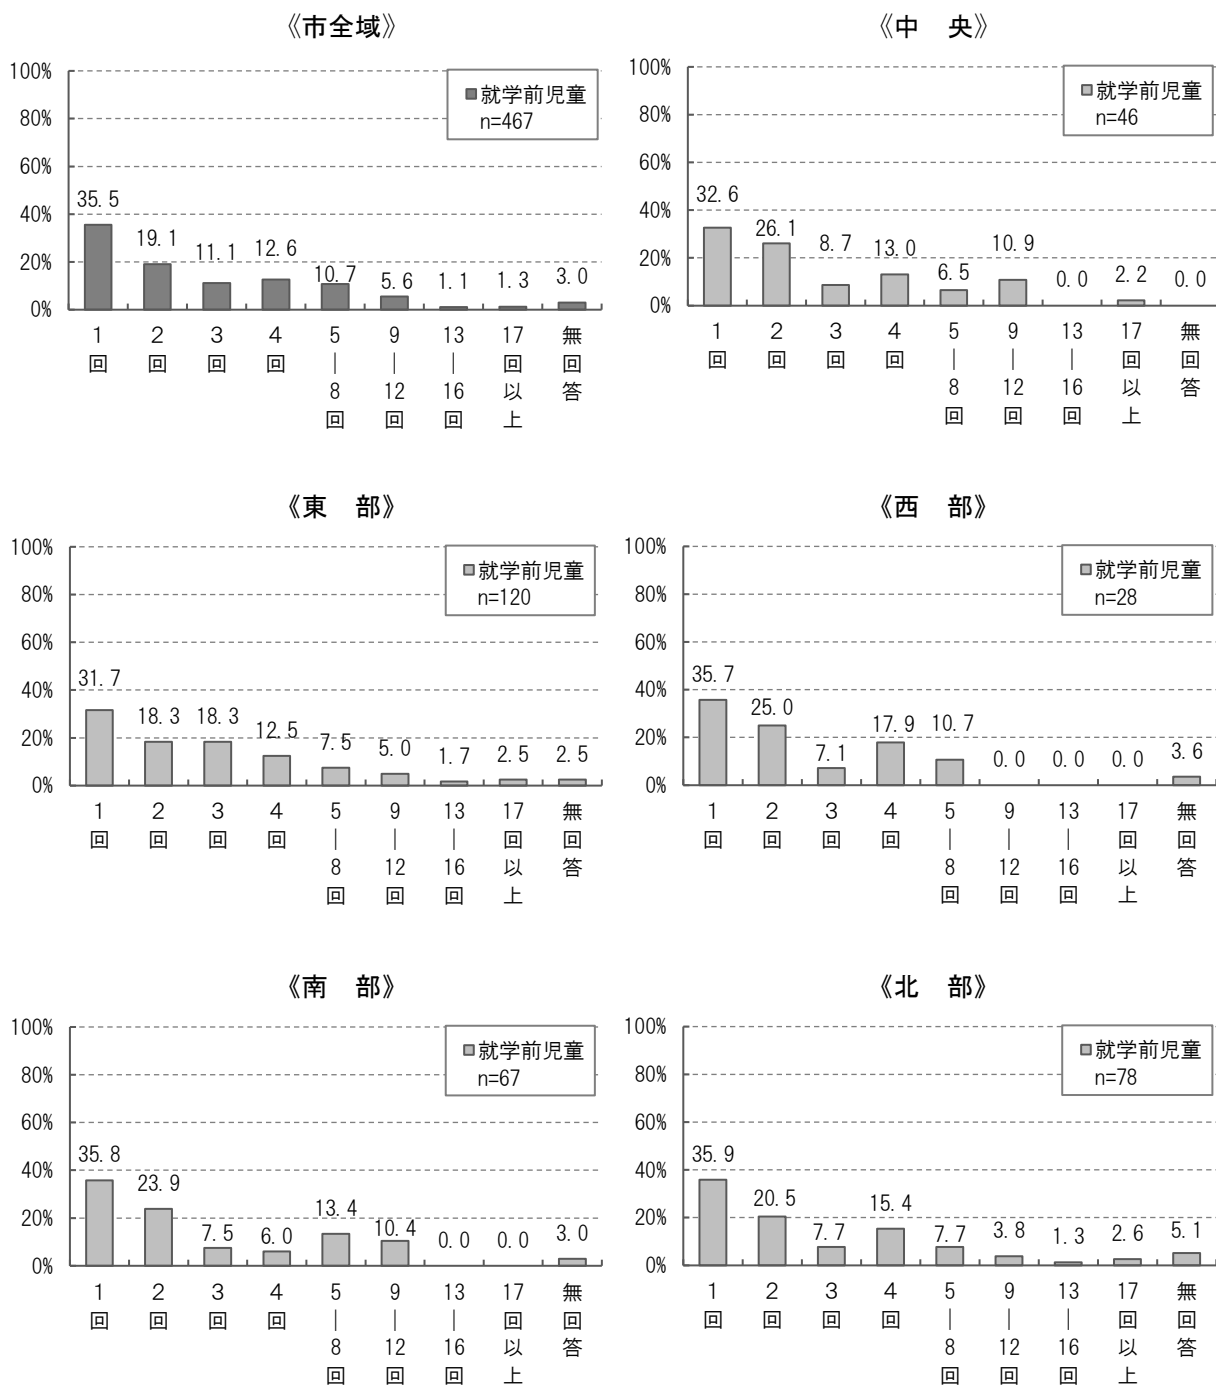 《市全域》
100%
80%
60%
40%
20%
0%
■就学前児童
n=467
35.5
19.1
11.1
12.6
10.7
5.6
1.1
1.3
3.0
1回
2回
3回
4回
5|8回
9|12回
13|16回
17回以上
無回答
《中　央》
100%
80%
60%
40%
20%
0%
就学前児童
n=46
32.6
26.1
8.7
13.0
6.5
10.9
0.0
2.2
0.0
1回
2回
3回
4回
5|8回
9|12回
13|16回
17回以上
無回答
《東　部》
100%
80%
60%
40%
20%
0%
就学前児童
n=120
31.7
18.3
18.3
12.5
7.5
5.0
1.7
2.5
2.5
1回
2回
3回
4回
5|8回
9|12回
13|16回
17回以上
無回答
《西　部》
100%
80%
60%
40%
20%
0%
就学前児童
n=28
35.7
25.0
7.1
17.9
10.7
0.0
0.0
0.0
3.6
1回
2回
3回
4回
5|8回
9|12回
13|16回
17回以上
無回答
《南　部》
100%
80%
60%
40%
20%
0%
就学前児童
n=67
35.8
23.9
7.5
6.0
13.4
10.4
0.0
0.0
3.0
1回
2回
3回
4回
5|8回
9|12回
13|16回
17回以上
無回答
《北　部》
100%
80%
60%
40%
20%
0%
就学前児童
n=78
35.9
20.5
7.7
15.4
7.7
3.8
1.3
2.6
5.1
1回
2回
3回
4回
5|8回
9|12回
13|16回
17回以上
無回答